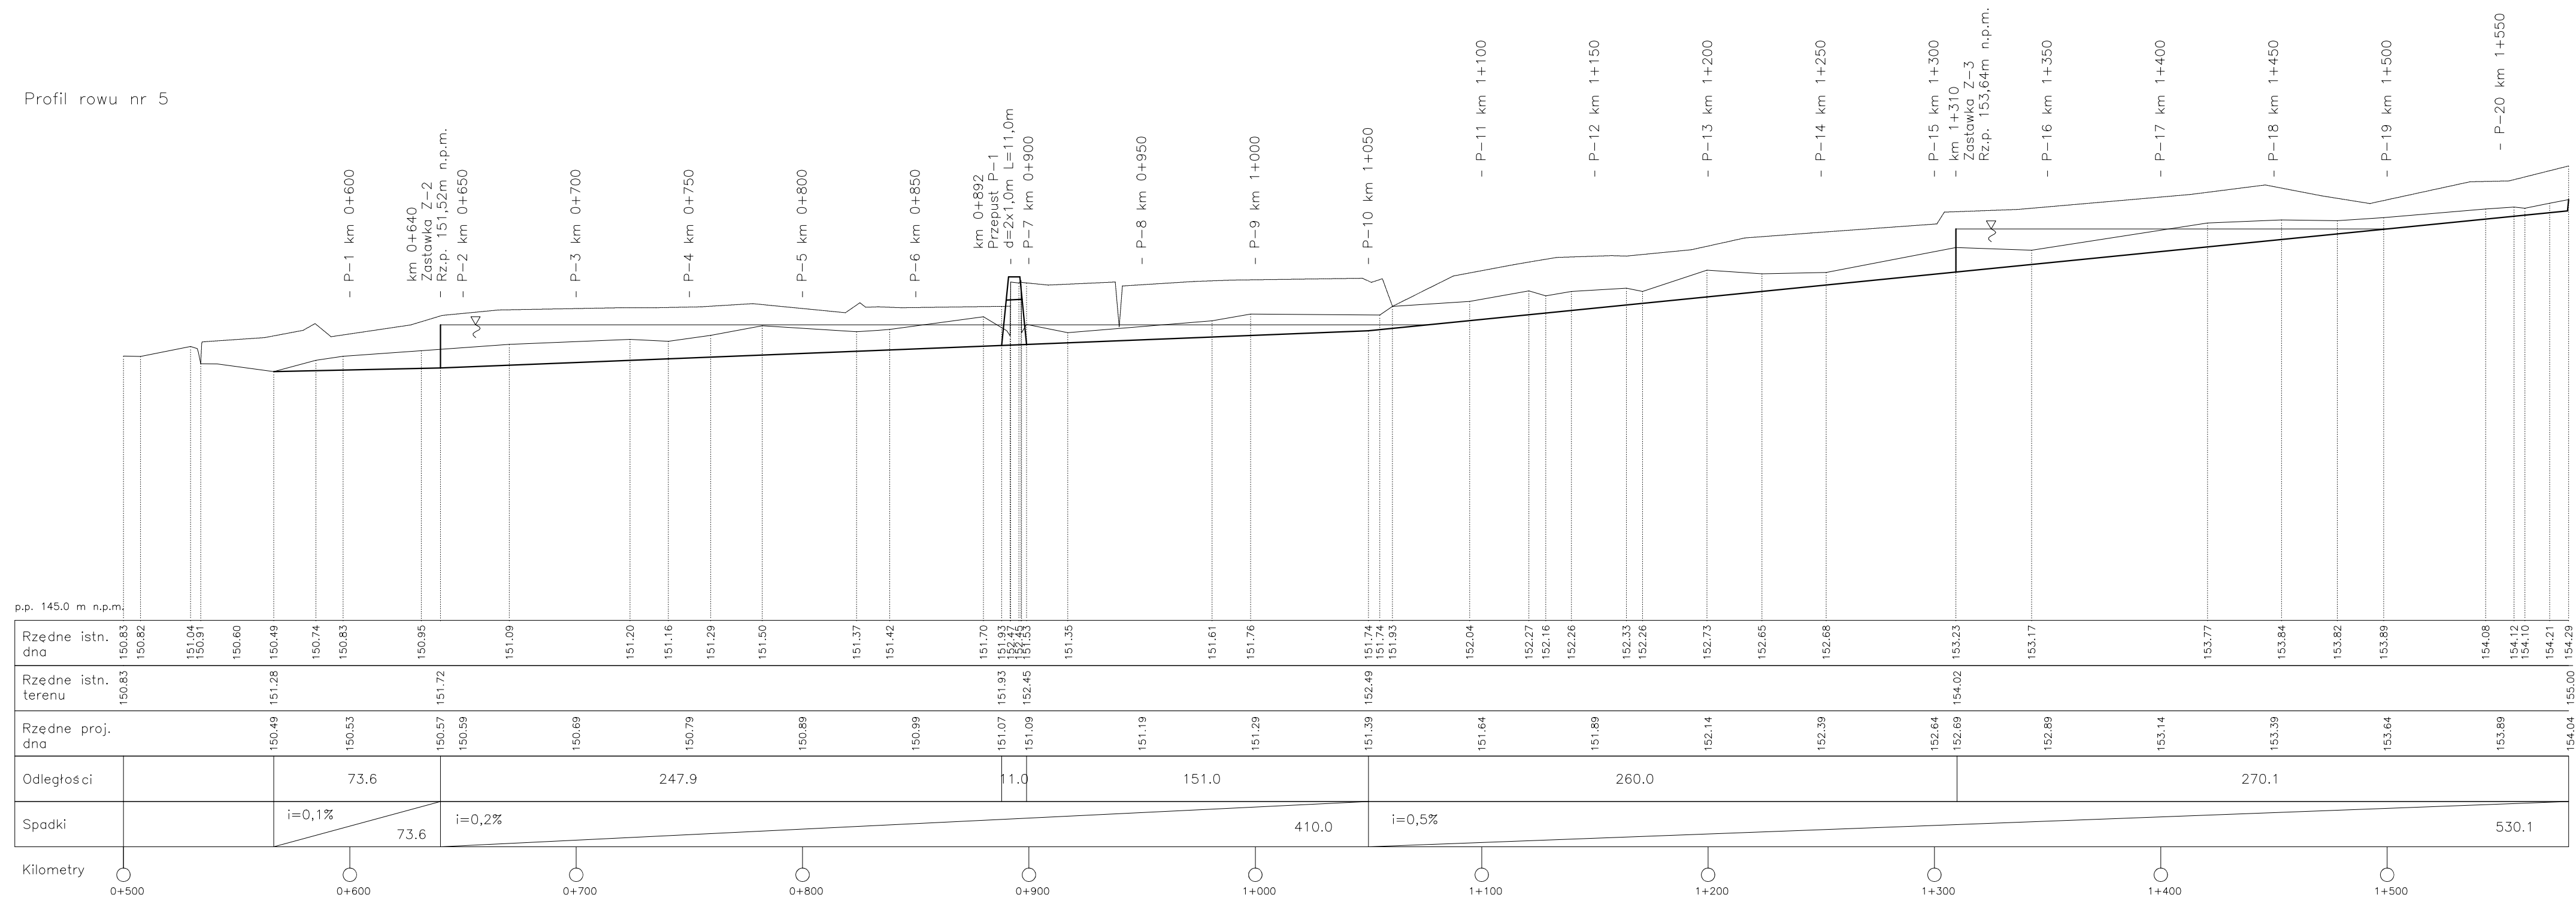 Profil rowu nr 5
– P–1 km 0+600
km 0+640
Zastawka Z–2
– Rz.p. 151,52m n.p.m.
– P–2 km 0+650
– P–3 km 0+700
– P–4 km 0+750
– P–5 km 0+800
– P–6 km 0+850
km 0+892
Przepust P–1
– d=2x1,0m L=11,0m
– P–7 km 0+900
– P–8 km 0+950
– P–9 km 1+000
– P–10 km 1+050
– P–11 km 1+100
– P–12 km 1+150
– P–13 km 1+200
– P–14 km 1+250
– P–15 km 1+300
– km 1+310
Zastawka Z–3
Rz.p. 153,64m n.p.m.
– P–16 km 1+350
– P–17 km 1+400
– P–18 km 1+450
– P–19 km 1+500
– P–20 km 1+550
p.p. 145.0 m n.p.m.
Rzędne istn.
dna
150.83 150.82 151.04 150.91 150.60 150.49 150.74 150.83 150.95 151.09 151.20 151.16 151.29 151.50 151.37 151.42 151.70 151.93 152.45 151.53 151.35 151.61 151.76 151.74 151.74 151.93 152.04 152.27 152.16 152.26 152.33 152.26 152.73 152.65 152.68 153.23 153.17 153.77 153.84 153.82 153.89 154.08 154.12 154.10 154.21 154.29
Rzędne istn.
terenu
150.83 151.28 151.72 151.93 152.45 152.49 154.02 155.00
Rzędne proj.
dna
150.49 150.53 150.57 150.59 150.69 150.79 150.89 150.99 151.07 151.09 151.19 151.29 151.39 151.64 151.89 152.14 152.39 152.64 152.69 152.89 153.14 153.39 153.64 153.89 154.04
Odległości
73.6 247.9 11.0 151.0 260.0 270.1
Spadki
i=0,1% 73.6 i=0,2% 410.0 i=0,5% 530.1
Kilometry
0+500 0+600 0+700 0+800 0+900 1+000 1+100 1+200 1+300 1+400 1+500